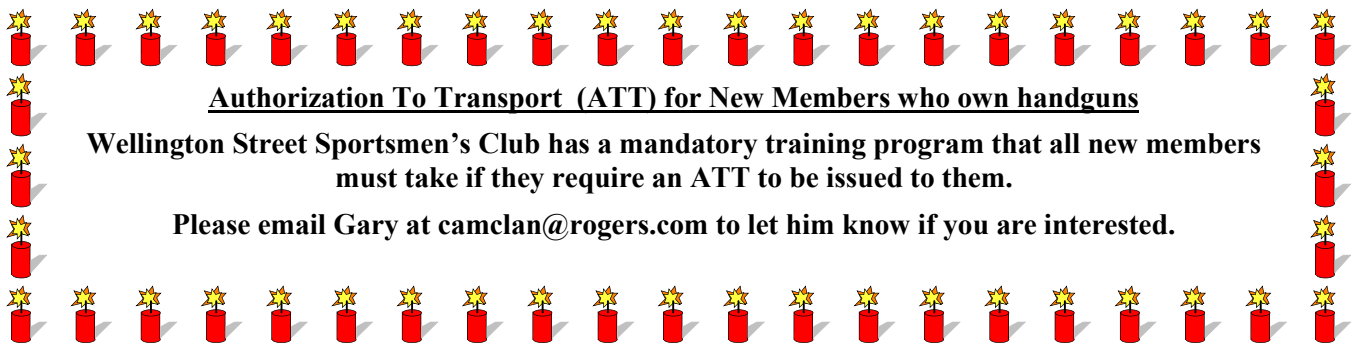 Authorization To Transport (ATT) for New Members who own handguns
Wellington Street Sportsmen’s Club has a mandatory training program that all new members
must take if they require an ATT to be issued to them.
Please email Gary at camclan@rogers.com to let him know if you are interested.